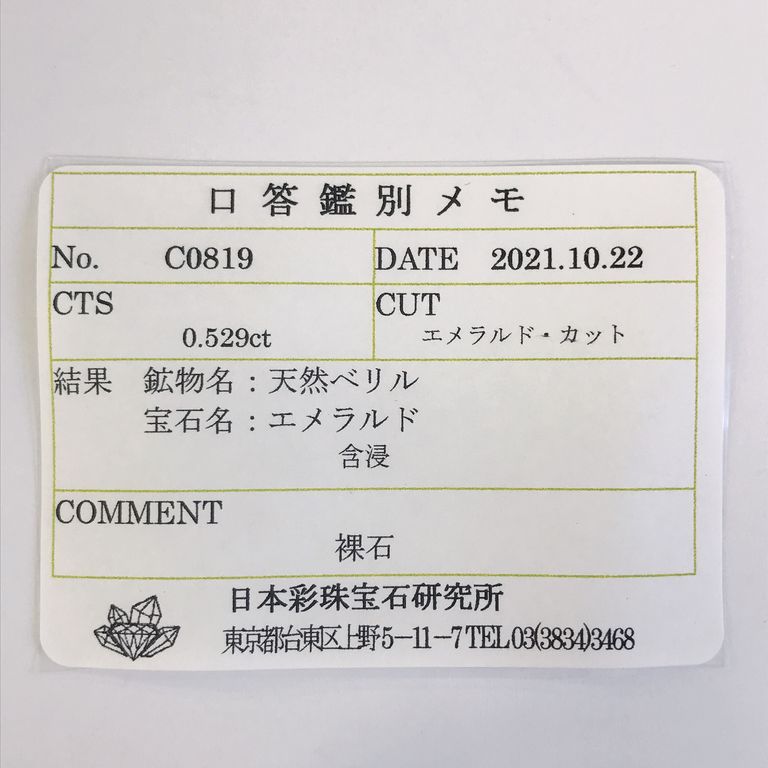 口答鑑別メモ
No. C0819 DATE 2021.10.22
CTS CUT
0.529ct エメラルド・カット
結果 鉱物名：天然ベリル
宝石名：エメラルド
含浸
COMMENT
裸石
日本彩珠宝石研究所
東京都台東区上野5－11－7 TEL 03(3834)3468